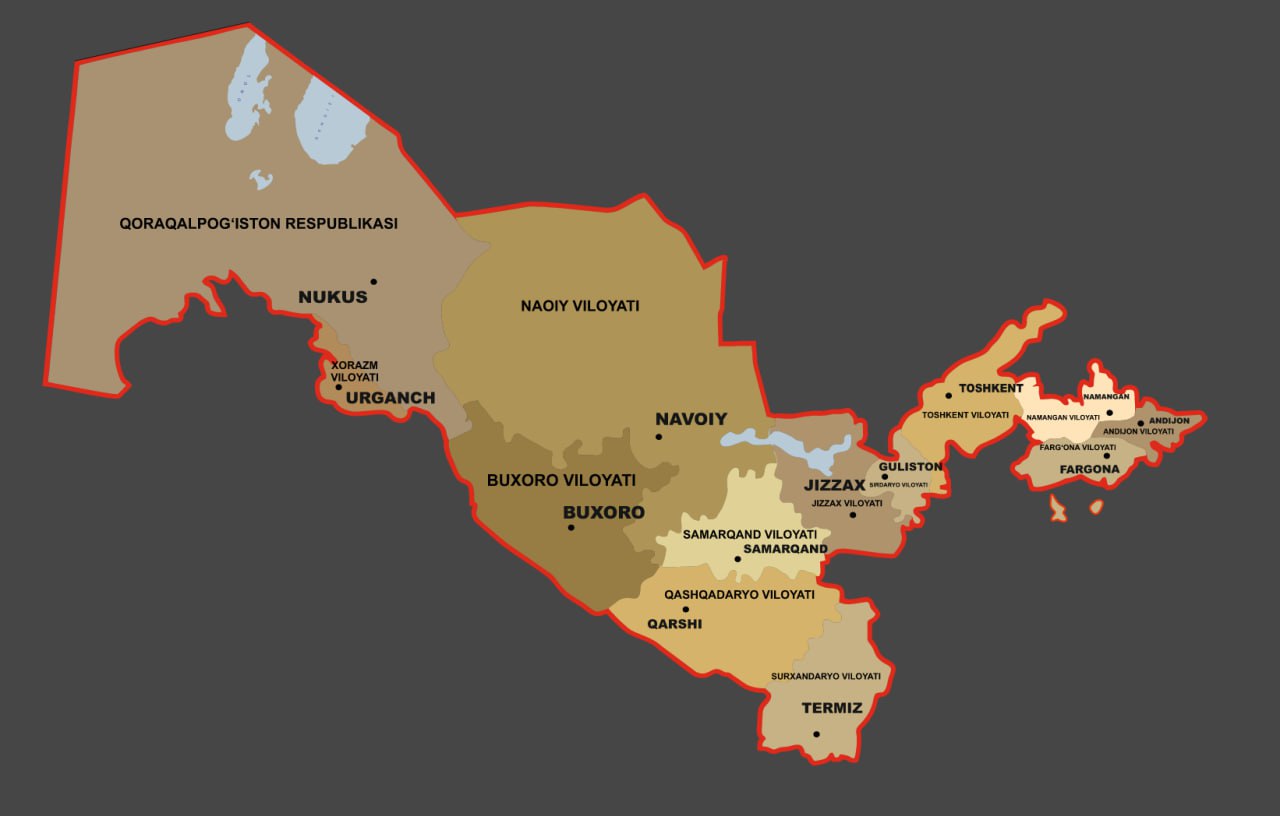 OROL
DENGIZI
QORAQALPOG‘ISTON RESPUBLIKASI
NUKUS
NAOIY VILOYATI
XORAZM
VILOYATI
URGANCH
NAVOIY
BUXORO VILOYATI
BUXORO
TOSHKENT
TOSHKENT VILOYATI
NAMANGAN
NAMANGAN VILOYATI
ANDIJON
ANDIJON VILOYATI
FARG‘ONA VILOYATI
FARGONA
GULISTON
SIRDARYO VILOYATI
JIZZAX
JIZZAX VILOYATI
SAMARQAND VILOYATI
SAMARQAND
QASHQADARYO VILOYATI
QARSHI
SURXANDARYO VILOYATI
TERMIZ